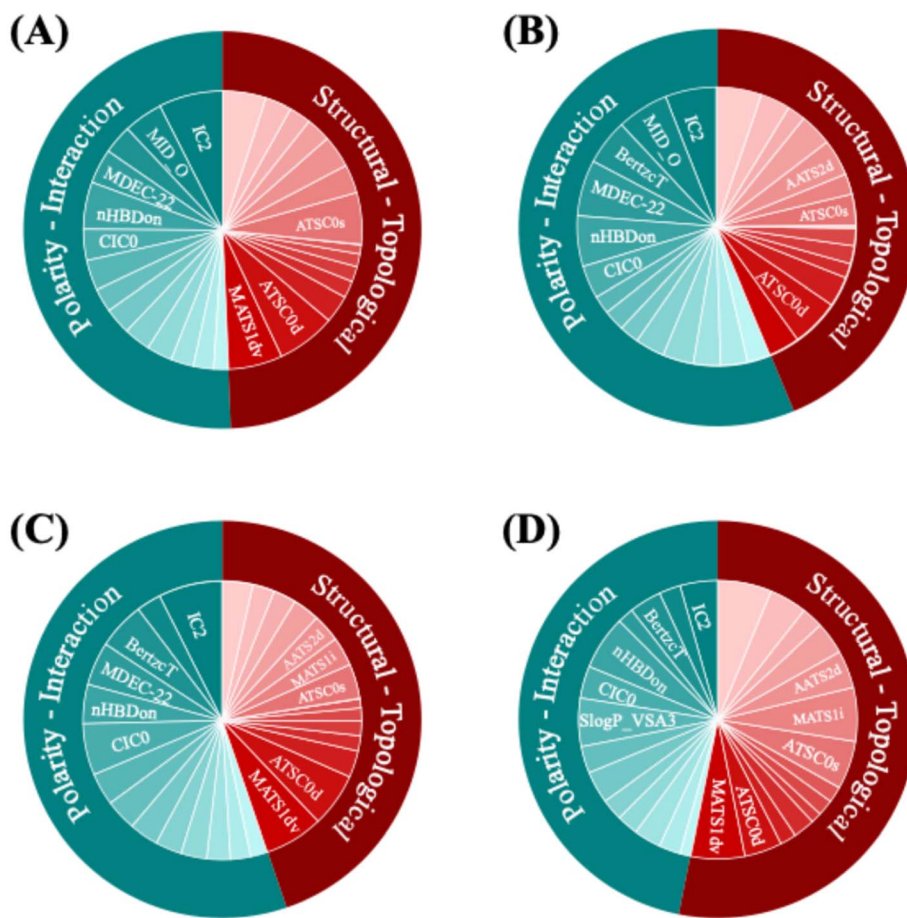 (A)
Polarity - Interaction
Structural - Topological
IC2
MID_O
MDEC-22
nHBDon
CIC0
ATSC0s
ATSC0d
MATS1dv
(B)
Polarity - Interaction
Structural - Topological
IC2
MID_O
BertzcT
MDEC-22
nHBDon
CIC0
AATS2d
ATSC0s
ATSC0d
(C)
Polarity - Interaction
Structural - Topological
IC2
BertzcT
MDEC-22
nHBDon
CIC0
AATS2d
MATS1i
ATSC0s
ATSC0d
MATS1dv
(D)
Polarity - Interaction
Structural - Topological
IC2
BertzcT
nHBDon
CIC0
SlogP_VSA3
AATS2d
MATS1i
ATSC0s
ATSC0d
MATS1dv